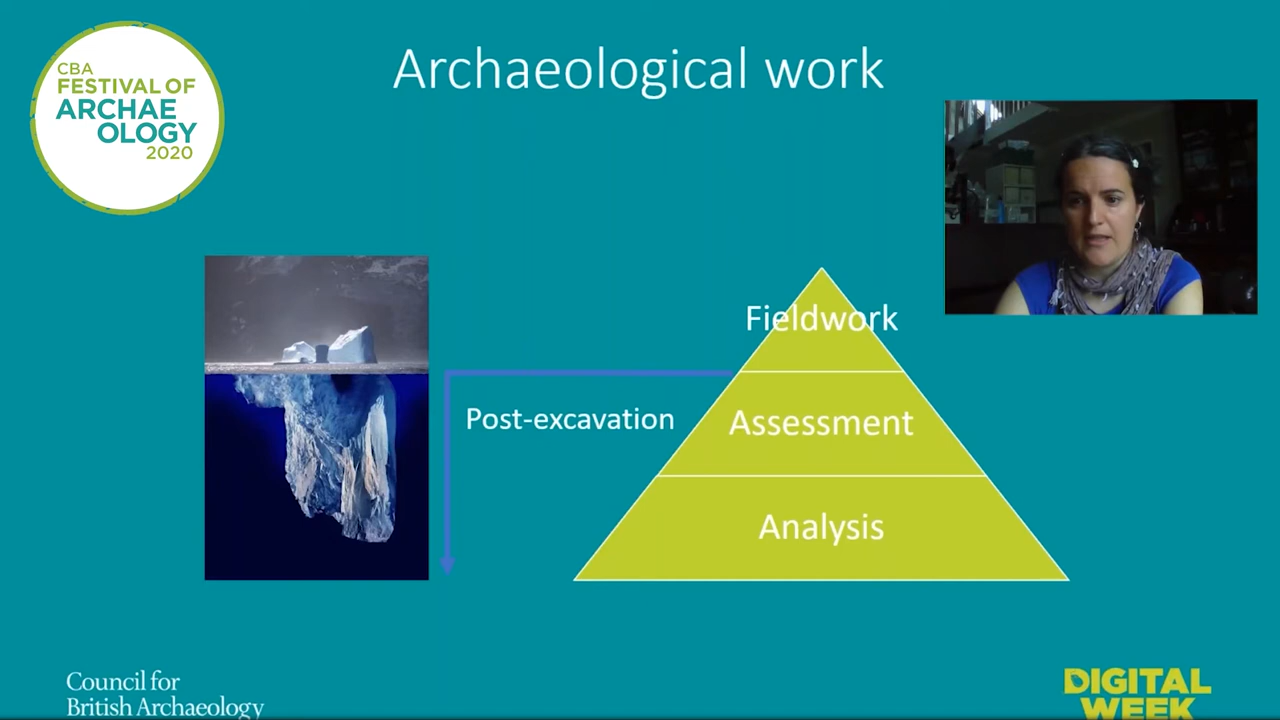 CBA
FESTIVAL OF
ARCHAE
OLOGY
2020
Archaeological work
Fieldwork
Post-excavation
Assessment
Analysis
Council for
British Archaeology
DIGITAL
WEEK